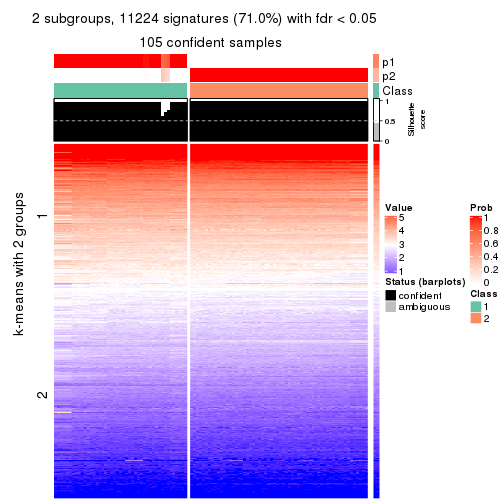 2 subgroups, 11224 signatures (71.0%) with fdr < 0.05
105 confident samples
p1
p2
Class
1
0.5
0
Silhouette
score
k-means with 2 groups
1
2
Value
5
4
3
2
1
Status (barplots)
confident
ambiguous
Prob
1
0.8
0.6
0.4
0.2
0
Class
1
2